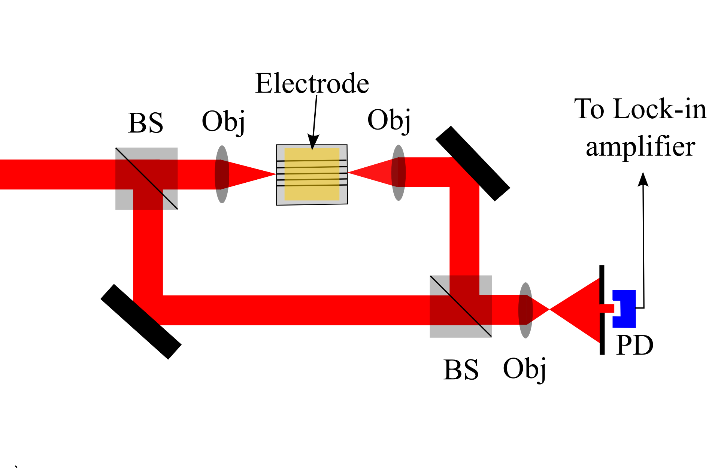 Electrode
BS
Obj
Obj
To Lock-in
amplifier
PD
BS
Obj